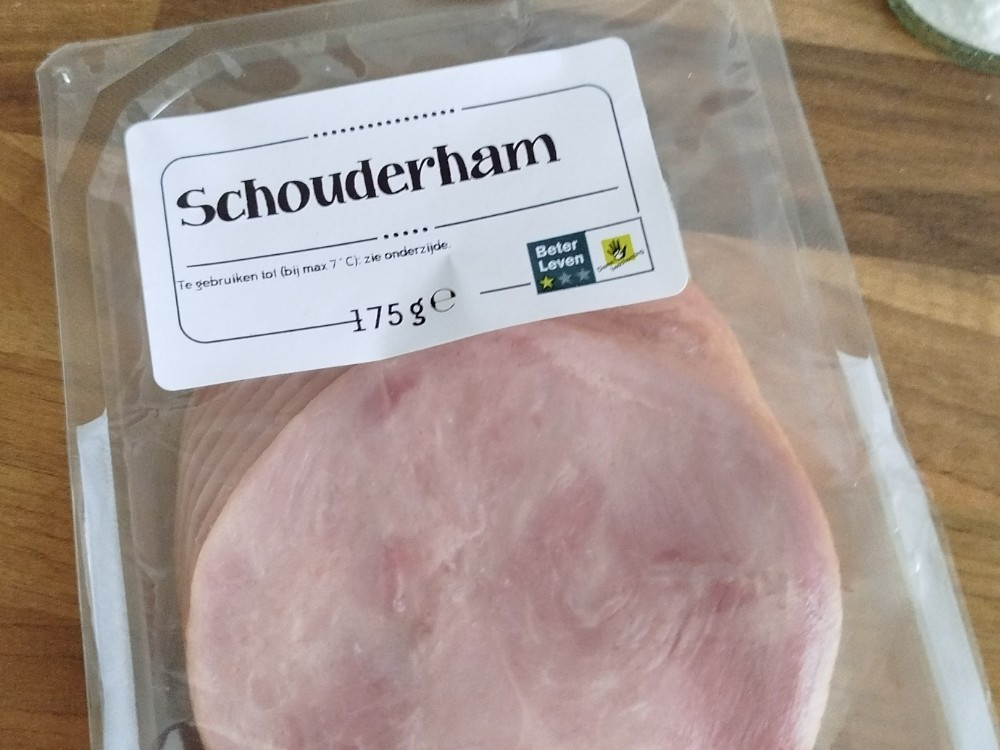 Schouderham
Te gebruiken tot (bij max 7°C): zie onderzijde.
175 g ℮
Beter
Leven